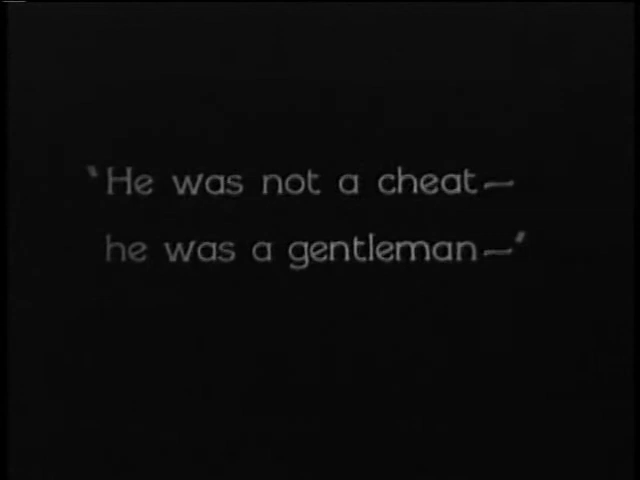 'He was not a cheat—
he was a gentleman—'